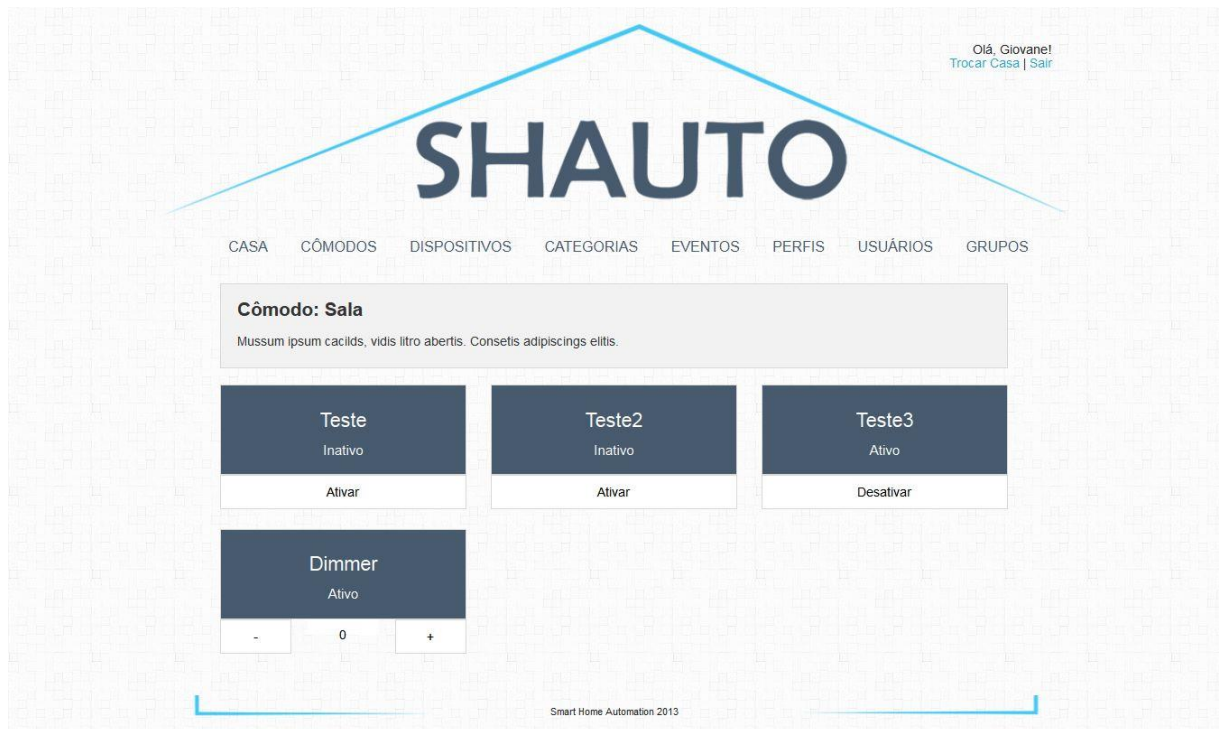 Olá, Giovane!
Trocar Casa | Sair
SHAUTO
CASA CÔMODOS DISPOSITIVOS CATEGORIAS EVENTOS PERFIS USUÁRIOS GRUPOS
Cômodo: Sala
Mussum ipsum cacilds, vidis litro abertis. Consetis adipiscings elitis.
Teste
Inativo
Ativar
Teste2
Inativo
Ativar
Teste3
Ativo
Desativar
Dimmer
Ativo
- 0 +
Smart Home Automation 2013